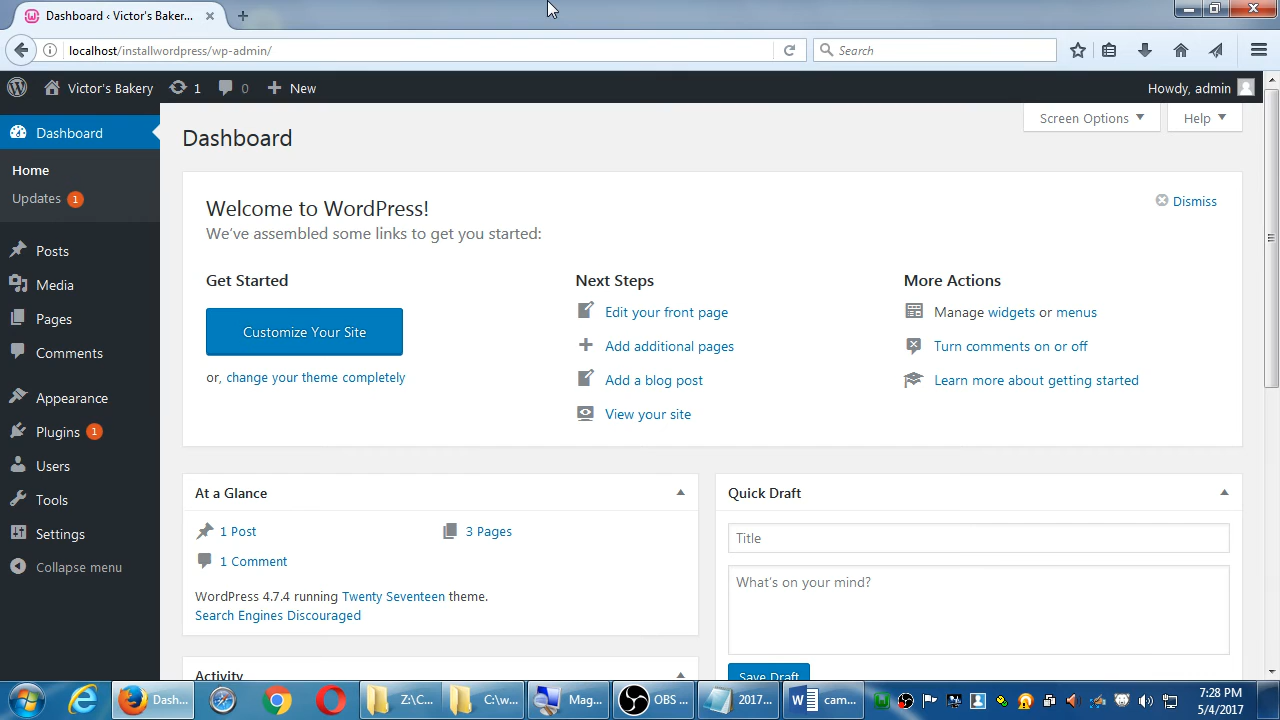 Dashboard ‹ Victor's Bakery...
localhost/installwordpress/wp-admin/
Search
Victor's Bakery
1
0
New
Howdy, admin
Dashboard
Home
Updates 1
Posts
Media
Pages
Comments
Appearance
Plugins 1
Users
Tools
Settings
Collapse menu
Dashboard
Screen Options
Help
Welcome to WordPress!
We've assembled some links to get you started:
Dismiss
Get Started
Customize Your Site
or, change your theme completely
Next Steps
Edit your front page
Add additional pages
Add a blog post
View your site
More Actions
Manage widgets or menus
Turn comments on or off
Learn more about getting started
At a Glance
1 Post
3 Pages
1 Comment
WordPress 4.7.4 running Twenty Seventeen theme.
Search Engines Discouraged
Activity
Quick Draft
Title
What's on your mind?
Save Draft
Dash...
Z:\C...
C:\w...
Mag...
OBS ...
2017...
cam...
7:28 PM
5/4/2017